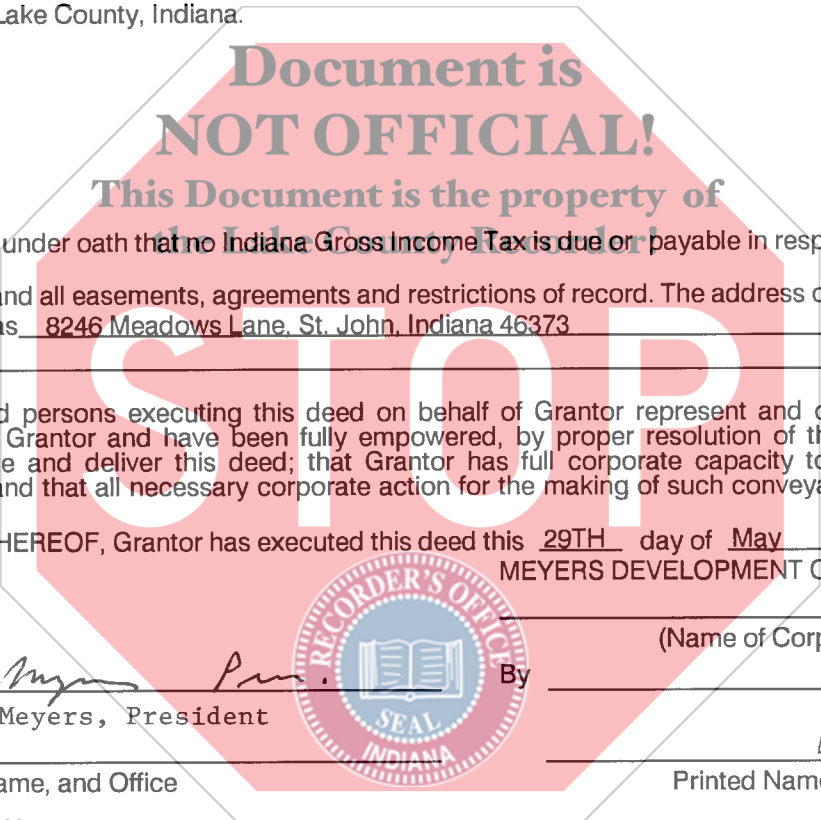 Lake County, Indiana.
Document is
NOT OFFICIAL!
This Document is the property of
the Lake County Recorder!
under oath that no Indiana Gross Income Tax is due or payable in resp
and all easements, agreements and restrictions of record. The address o
as 8246 Meadows Lane, St. John, Indiana 46373
STOP
d persons executing this deed on behalf of Grantor represent and c
Grantor and have been fully empowered, by proper resolution of th
e and deliver this deed; that Grantor has full corporate capacity to
and that all necessary corporate action for the making of such conveya
HEREOF, Grantor has executed this deed this 29TH day of May
MEYERS DEVELOPMENT C
RECORDER'S OFFICE
SEAL
INDIANA
(Name of Corp
By
Meyers, President
ame, and Office
Printed Name